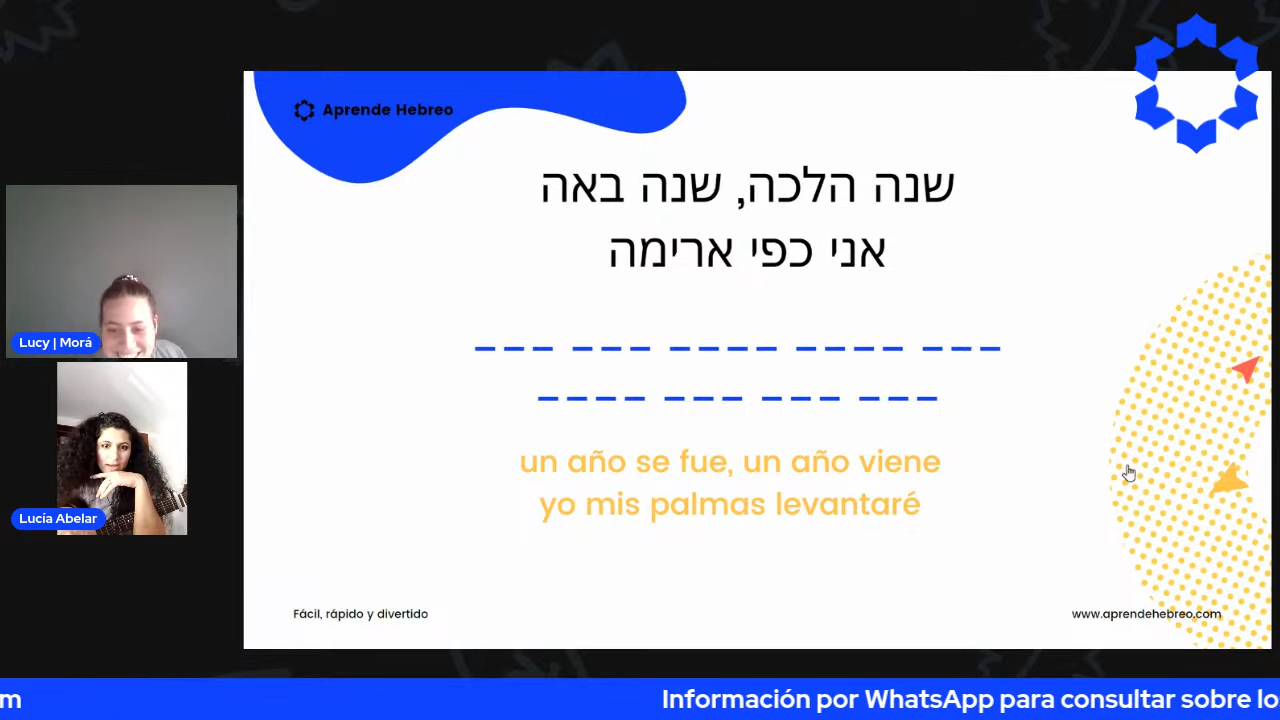 Aprende Hebreo
שנה הלכה, שנה באה
אני כפי ארימה
--- --- ---- ---- ---
---- --- --- ---
un año se fue, un año viene
yo mis palmas levantaré
Lucy | Morá
Lucía Abelar
Fácil, rápido y divertido
www.aprendehebreo.com
m
Información por WhatsApp para consultar sobre lo